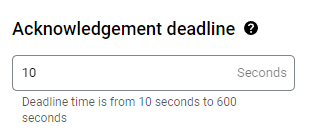 Acknowledgement deadline ?
10 Seconds
Deadline time is from 10 seconds to 600
seconds